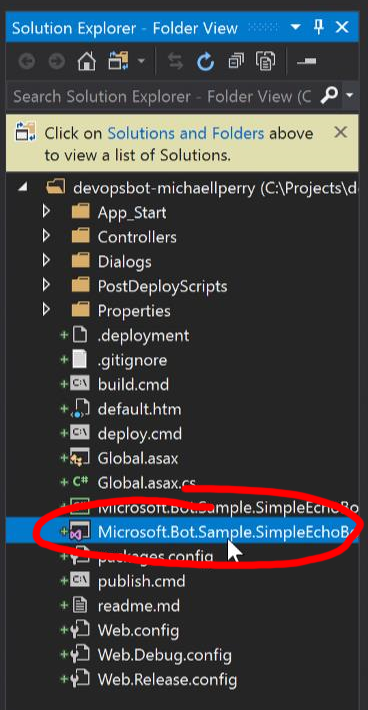 Solution Explorer - Folder View
Search Solution Explorer - Folder View (C
Click on Solutions and Folders above
to view a list of Solutions.
devopsbot-michaellperry (C:\Projects\de
App_Start
Controllers
Dialogs
PostDeployScripts
Properties
.deployment
.gitignore
build.cmd
default.htm
deploy.cmd
Global.asax
C# Global.asax.cs
Microsoft.Bot.Sample.SimpleEchoBo
Microsoft.Bot.Sample.SimpleEchoB
packages.config
publish.cmd
readme.md
Web.config
Web.Debug.config
Web.Release.config